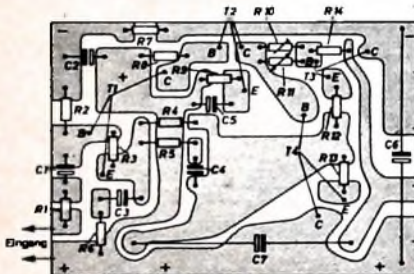 T2
R10
R14
R7
C2
R8
B
C
C
R9
C
R11
B
T3
E
T1
R2
E
R4
C5
B
B
R12
R3
R5
T4
C1
E
C4
R13
C6
R1
C3
E
Eingang
R6
C
C7